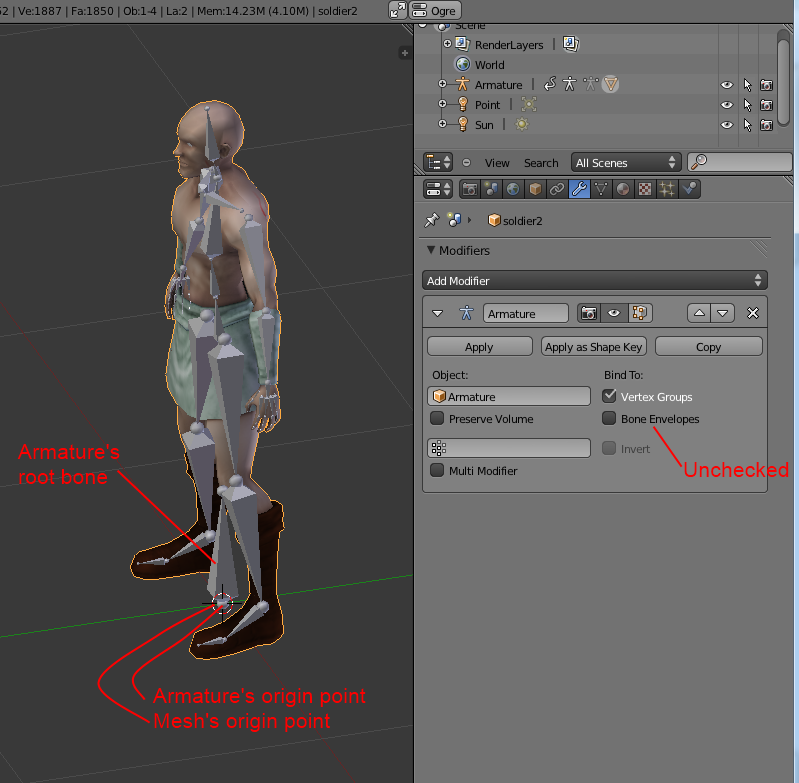 52 | Ve:1887 | Fa:1850 | Ob:1-4 | La:2 | Mem:14.23M (4.10M) | soldier2
Ogre
Scene
RenderLayers
World
Armature
Point
Sun
View Search All Scenes
soldier2
Modifiers
Add Modifier
Armature
Apply Apply as Shape Key Copy
Object: Bind To:
Armature Vertex Groups
Preserve Volume Bone Envelopes
Invert
Multi Modifier
Unchecked
Armature's
root bone
Armature's origin point
Mesh's origin point